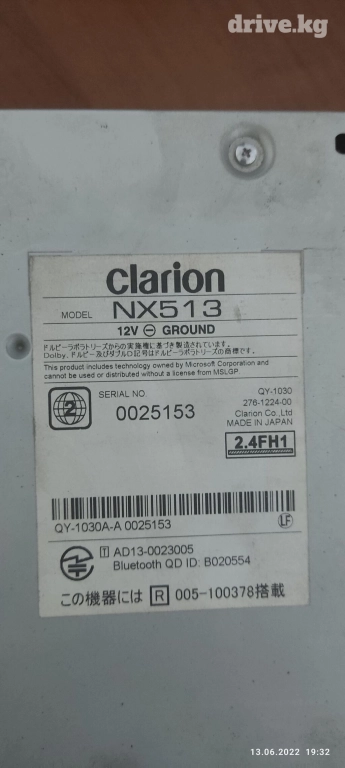 drive.kg
clarion
MODEL NX513
12V ⊖ GROUND
ドルビーラボラトリーズからの実施権に基づき製造されています。
Dolby、ドルビー及びダブルD記号はドルビーラボラトリーズの商標です。
This product includes technology owned by Microsoft Corporation and
cannot be used or distributed without a license from MSLGP.
2
SERIAL NO.
0025153
QY-1030
276-1224-00
Clarion Co.,Ltd
MADE IN JAPAN
2.4FH1
QY-1030A-A 0025153
LF
T AD13-0023005
Bluetooth QD ID: B020554
この機器には R 005-100378搭載
13.06.2022 19:32